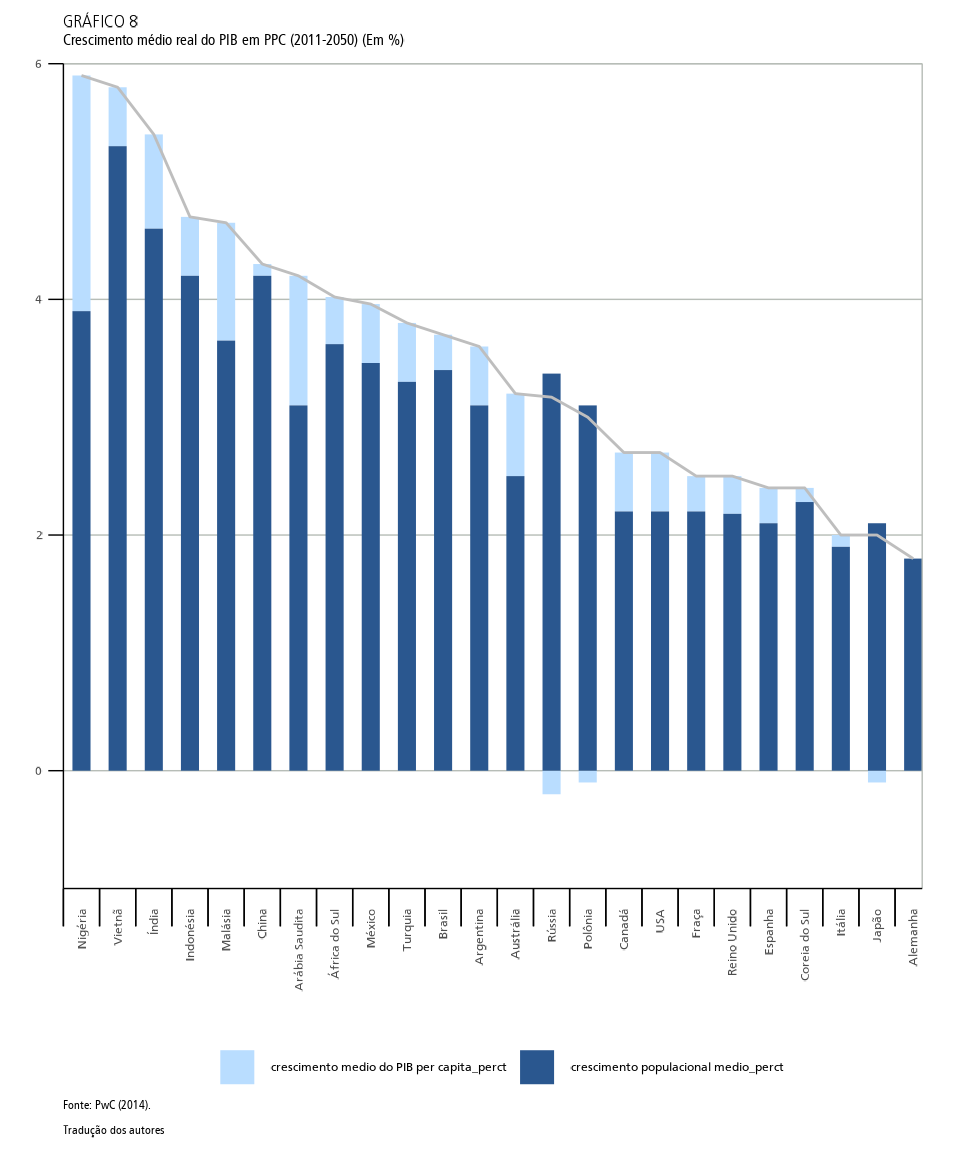 GRÁFICO 8
Crescimento médio real do PIB em PPC (2011-2050) (Em %)
6
4
2
0
Nigéria
Vietnã
Índia
Indonésia
Malásia
China
Arábia Saudita
África do Sul
México
Turquia
Brasil
Argentina
Austrália
Rússia
Polônia
Canadá
USA
França
Reino Unido
Espanha
Coreia do Sul
Itália
Japão
Alemanha
crescimento medio do PIB per capita_perct
crescimento populacional medio_perct
Fonte: PwC (2014).
Tradução dos autores